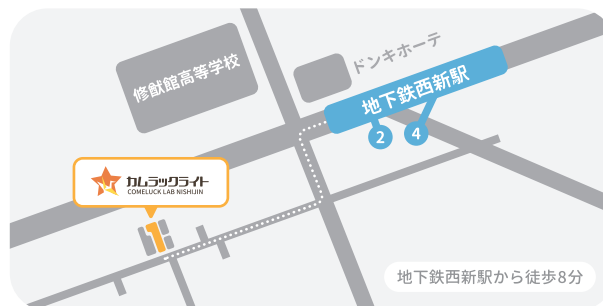 修猷館高等学校
ドンキホーテ
地下鉄西新駅
2
4
カムラックライト
COMELUCK LAB NISHIJIN
地下鉄西新駅から徒歩8分